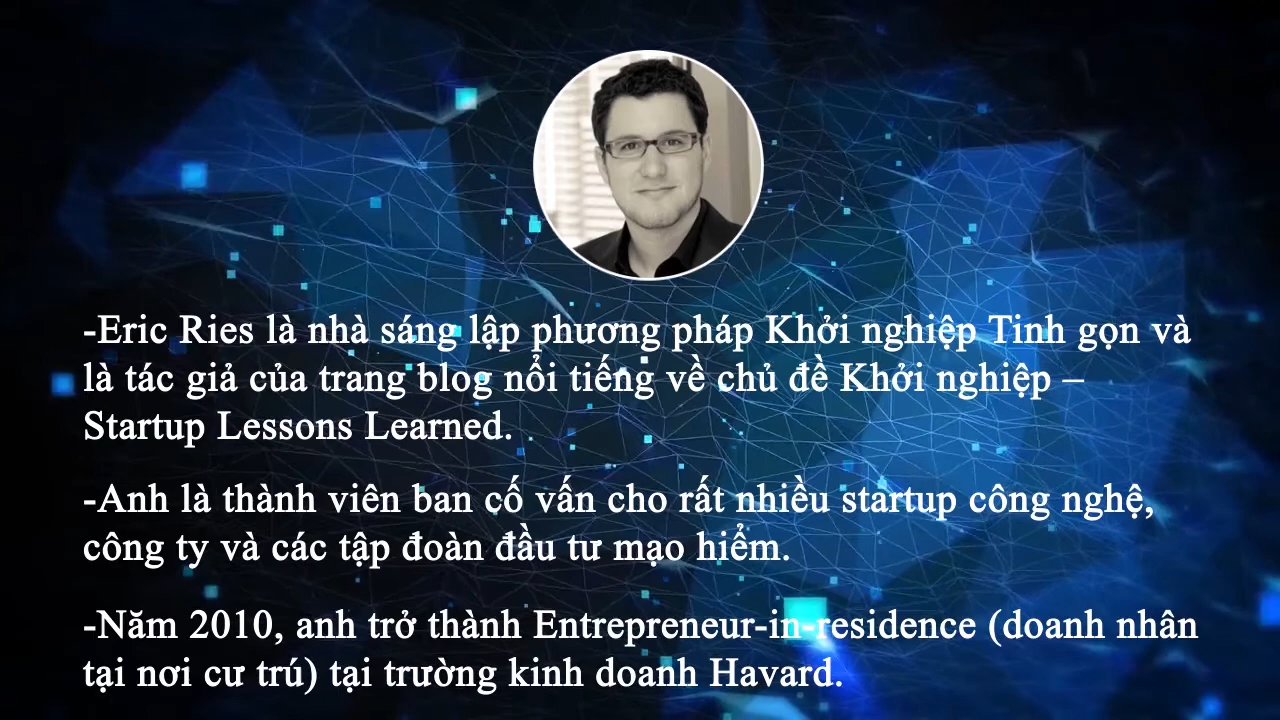 -Eric Ries là nhà sáng lập phương pháp Khởi nghiệp Tinh gọn và
là tác giả của trang blog nổi tiếng về chủ đề Khởi nghiệp –
Startup Lessons Learned.
-Anh là thành viên ban cố vấn cho rất nhiều startup công nghệ,
công ty và các tập đoàn đầu tư mạo hiểm.
-Năm 2010, anh trở thành Entrepreneur-in-residence (doanh nhân
tại nơi cư trú) tại trường kinh doanh Havard.